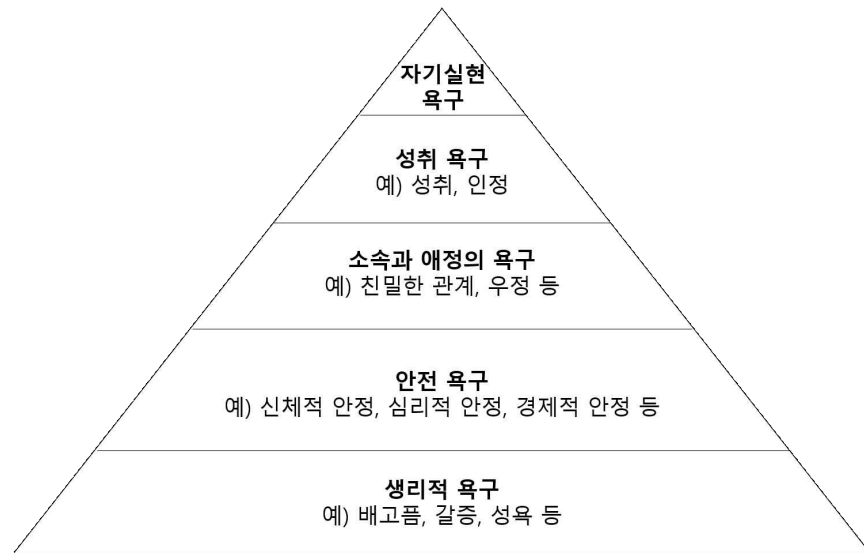 자기실현
욕구
성취 욕구
예) 성취, 인정
소속과 애정의 욕구
예) 친밀한 관계, 우정 등
안전 욕구
예) 신체적 안정, 심리적 안정, 경제적 안정 등
생리적 욕구
예) 배고픔, 갈증, 성욕 등